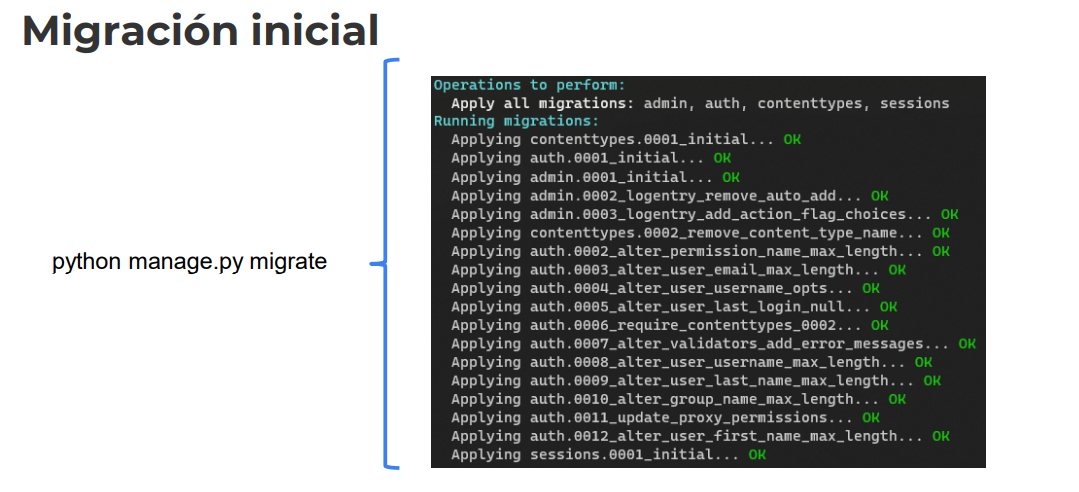 Migración inicial
Operations to perform:
Apply all migrations: admin, auth, contenttypes, sessions
Running migrations:
Applying contenttypes.0001_initial... OK
Applying auth.0001_initial... OK
Applying admin.0001_initial... OK
Applying admin.0002_logentry_remove_auto_add... OK
Applying admin.0003_logentry_add_action_flag_choices... OK
Applying contenttypes.0002_remove_content_type_name... OK
Applying auth.0002_alter_permission_name_max_length... OK
Applying auth.0003_alter_user_email_max_length... OK
Applying auth.0004_alter_user_username_opts... OK
Applying auth.0005_alter_user_last_login_null... OK
Applying auth.0006_require_contenttypes_0002... OK
Applying auth.0007_alter_validators_add_error_messages... OK
Applying auth.0008_alter_user_username_max_length... OK
Applying auth.0009_alter_user_last_name_max_length... OK
Applying auth.0010_alter_group_name_max_length... OK
Applying auth.0011_update_proxy_permissions... OK
Applying auth.0012_alter_user_first_name_max_length... OK
Applying sessions.0001_initial... OK
python manage.py migrate